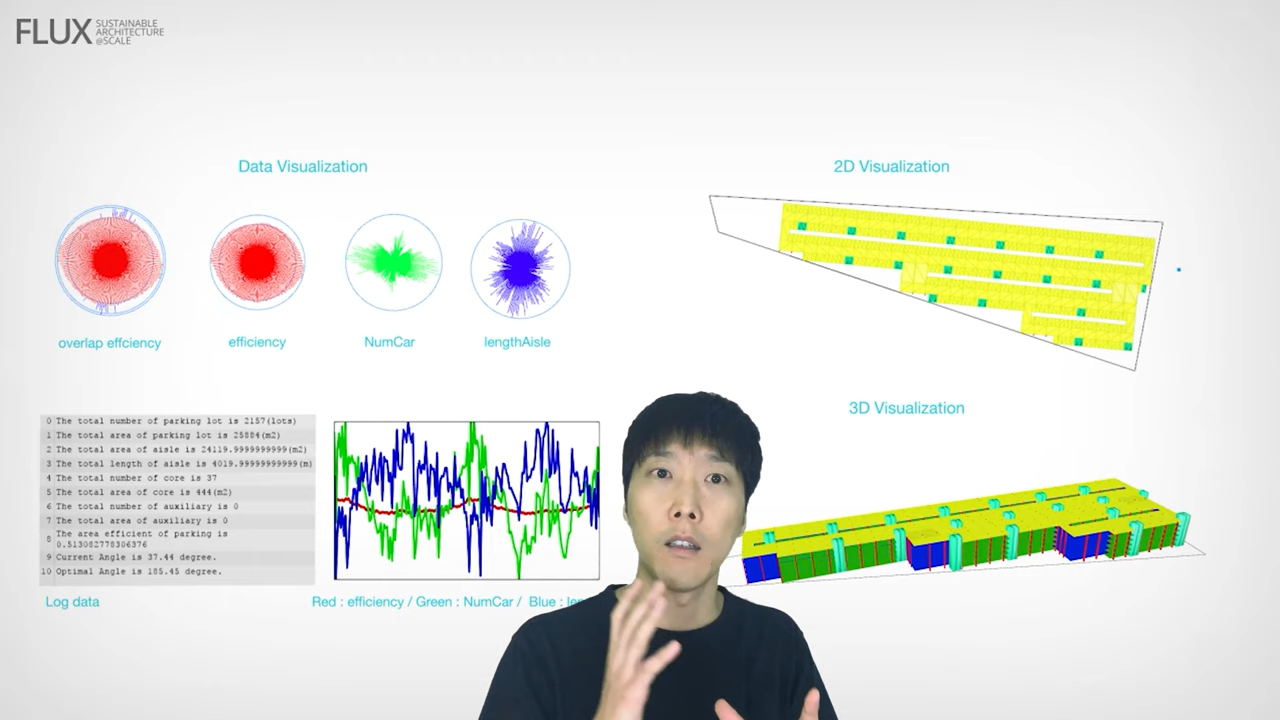 FLUX
SUSTAINABLE
ARCHITECTURE
@SCALE
Data Visualization
2D Visualization
overlap effciency
efficiency
NumCar
lengthAisle
3D Visualization
0 The total number of parking lot is 2157(lots)
1 The total area of parking lot is 25884(m2)
2 The total area of aisle is 24119.9999999999(m2)
3 The total length of aisle is 4019.99999999999(m)
4 The total number of core is 37
5 The total area of core is 444(m2)
6 The total number of auxiliary is 0
7 The total area of auxiliary is 0
8 The area efficient of parking is
0.513082778306376
9 Current Angle is 37.44 degree.
10 Optimal Angle is 185.45 degree.
Log data
Red : efficiency / Green : NumCar / Blue :